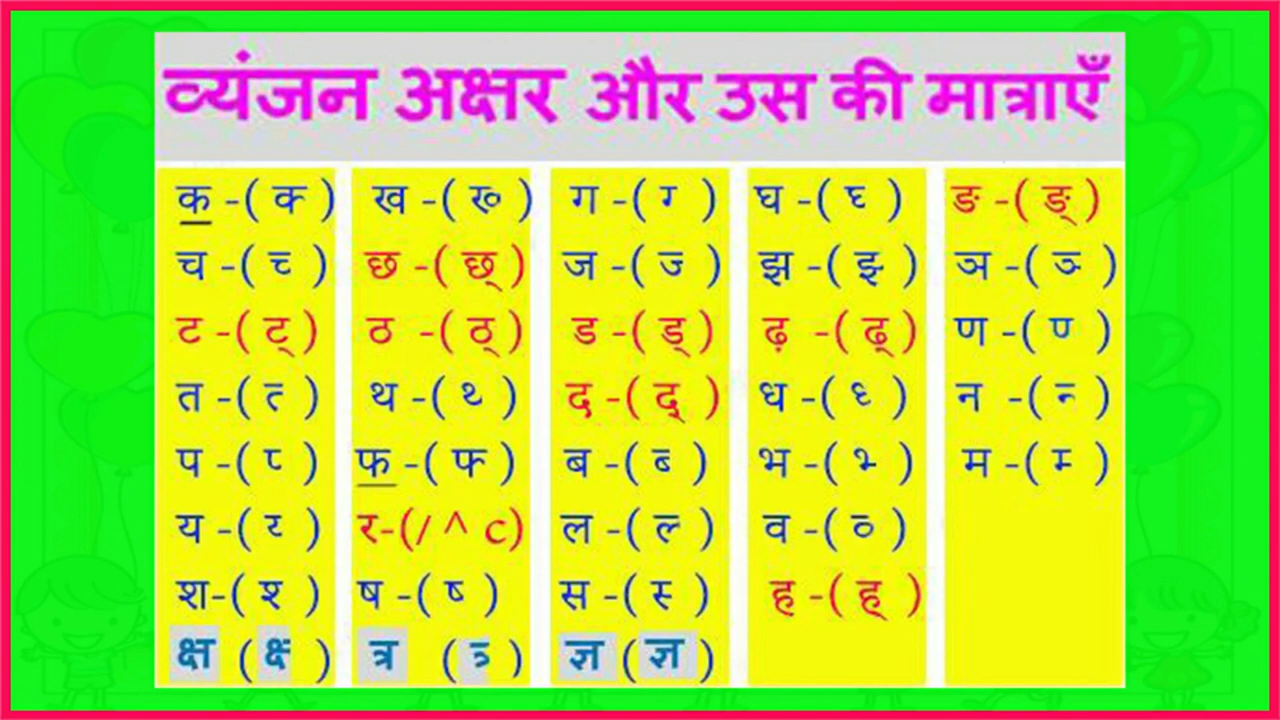 व्यंजन अक्षर और उस की मात्राएँ
क -( क्‍ ) ख -( ख्‍ ) ग -( ग्‍ ) घ -( घ्‍ ) ङ -( ङ् )
च -( च्‍ ) छ -( छ् ) ज -( ज्‍ ) झ -( झ्‍ ) ञ -( ञ्‍ )
ट -( ट् ) ठ -( ठ् ) ड -( ड् ) ढ़ -( ढ़् ) ण -( ण्‍ )
त -( त्‍ ) थ -( थ्‍ ) द -( द् ) ध -( ध्‍ ) न -( न्‍ )
प -( प्‍ ) फ -( फ्‍ ) ब -( ब्‍ ) भ -( भ्‍ ) म -( म्‍ )
य -( य्‍ ) र-(/ ^ c) ल -( ल्‍ ) व -( व्‍ )
श-( श्‍ ) ष -( ष्‍ ) स -( स्‍ ) ह -( ह् )
क्ष ( क्ष्‍ ) त्र ( त्र्‍ ) ज्ञ ( ज्ञ्‍ )